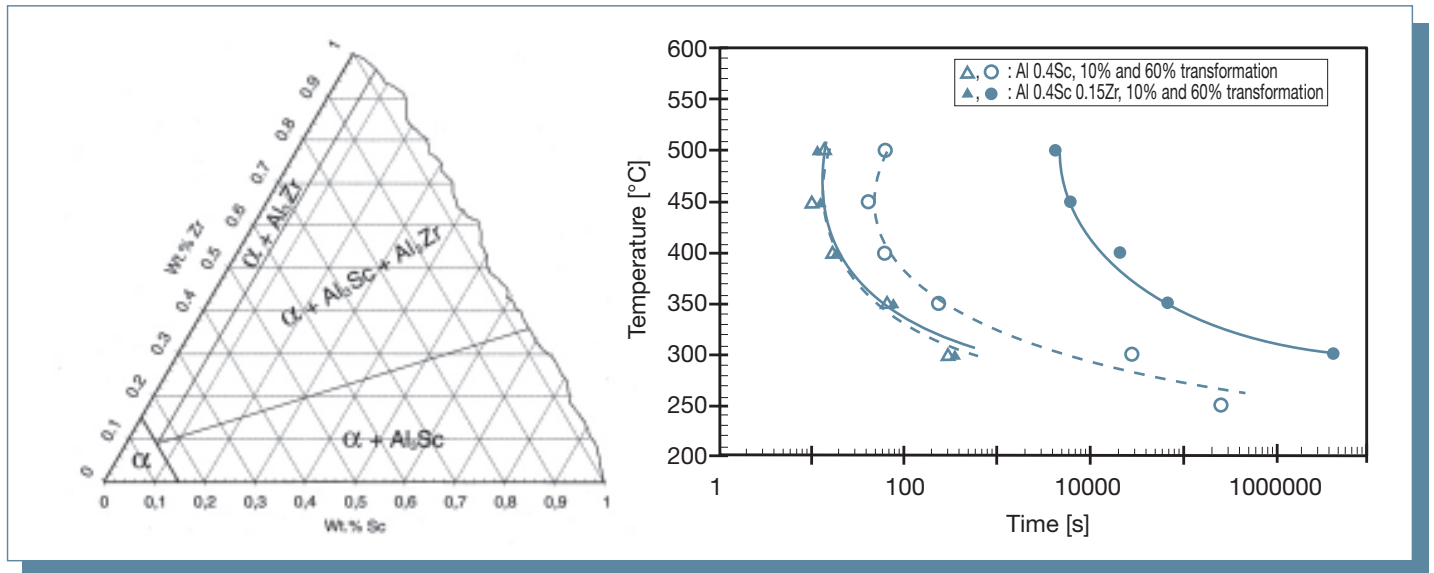 1
0.9
0.8
0.7
0.6
0.5
0.4
0.3
0.2
0.1
0
Wt.% Zr
α + Al₃Zr
α + Al₃Sc + Al₃Zr
α + Al₃Sc
α
0 0,1 0,2 0,3 0,4 0,5 0,6 0,7 0,8 0,9 1
Wt.% Sc
600
550
500
450
400
350
300
250
200
Temperature [°C]
△, ○ : Al 0.4Sc, 10% and 60% transformation
▲, ● : Al 0.4Sc 0.15Zr, 10% and 60% transformation
1 100 10000 1000000
Time [s]